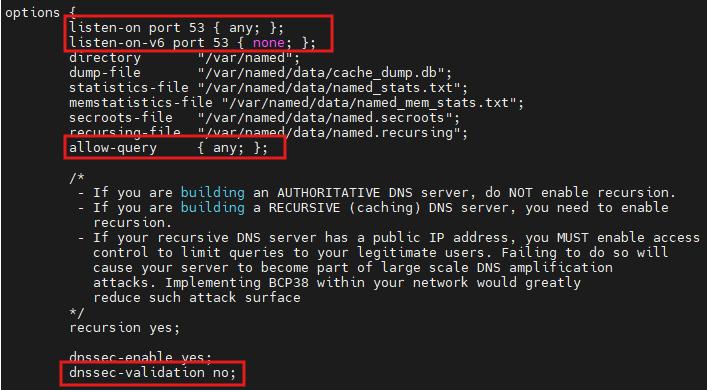 options {
listen-on port 53 { any; };
listen-on-v6 port 53 { none; };
directory "/var/named";
dump-file "/var/named/data/cache_dump.db";
statistics-file "/var/named/data/named_stats.txt";
memstatistics-file "/var/named/data/named_mem_stats.txt";
secroots-file "/var/named/data/named.secroots";
recursing-file "/var/named/data/named.recursing";
allow-query { any; };
/*
- If you are building an AUTHORITATIVE DNS server, do NOT enable recursion.
- If you are building a RECURSIVE (caching) DNS server, you need to enable
recursion.
- If your recursive DNS server has a public IP address, you MUST enable access
control to limit queries to your legitimate users. Failing to do so will
cause your server to become part of large scale DNS amplification
attacks. Implementing BCP38 within your network would greatly
reduce such attack surface
*/
recursion yes;
dnssec-enable yes;
dnssec-validation no;